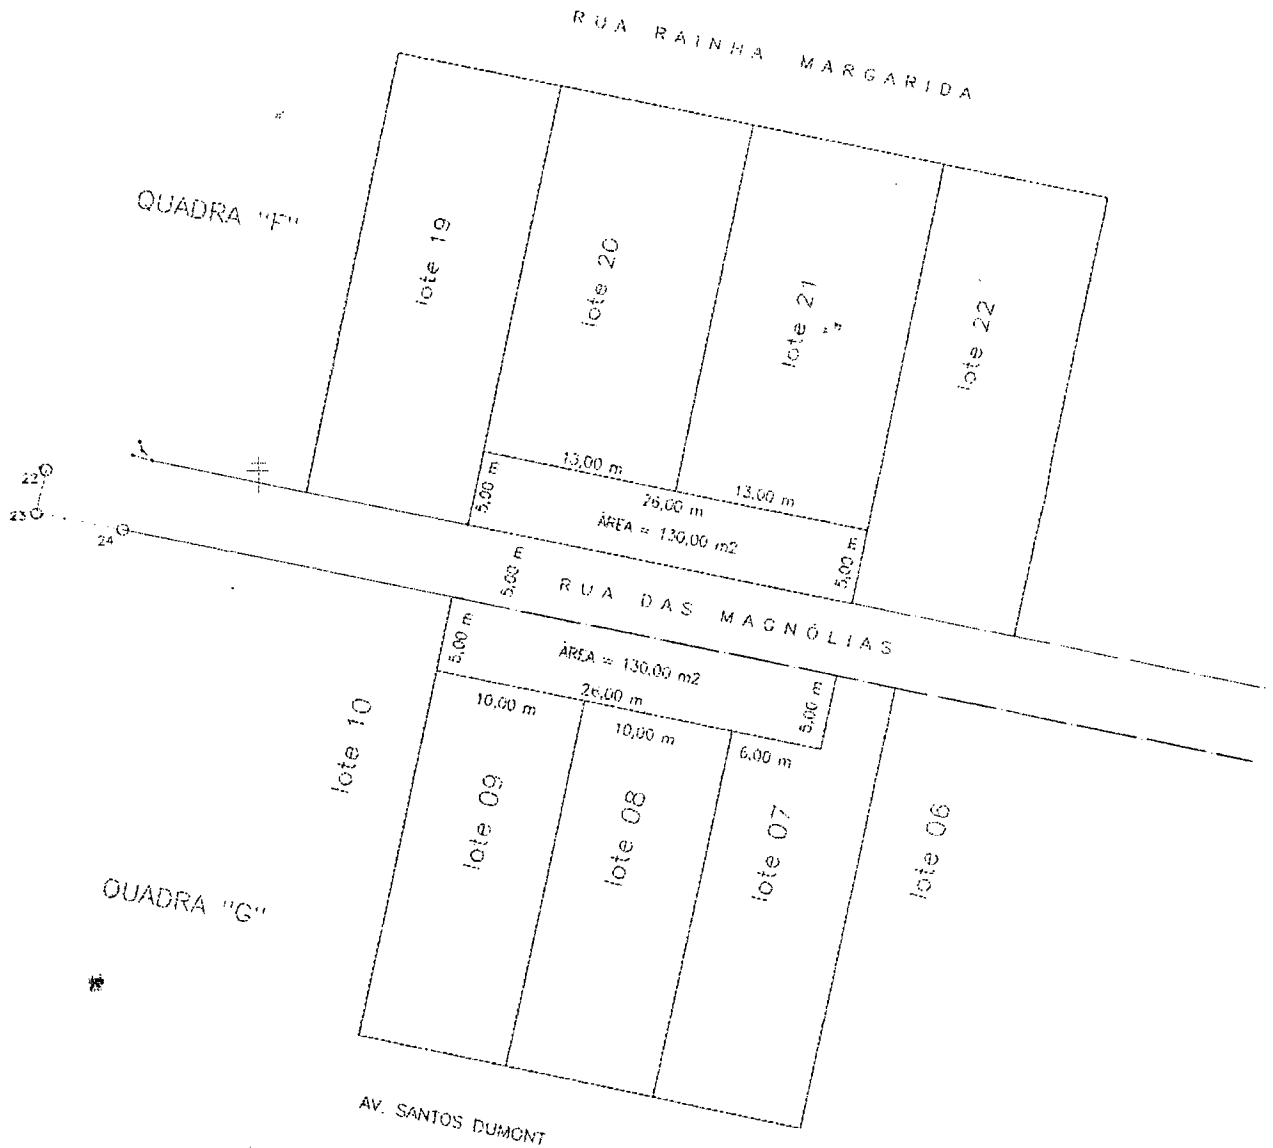 RUA RAINHA MARGARIDA
QUADRA "F"
lote 19
lote 20
lote 21
lote 22
13,00 m
13,00 m
26,00 m
5,00 m
ÁREA = 130,00 m2
5,00 m
22
23
24
5,00 m
RUA DAS MAGNÓLIAS
5,00 m
ÁREA = 130,00 m2
26,00 m
5,00 m
10,00 m
10,00 m
6,00 m
lote 10
lote 09
lote 08
lote 07
lote 06
QUADRA "G"
AV. SANTOS DUMONT